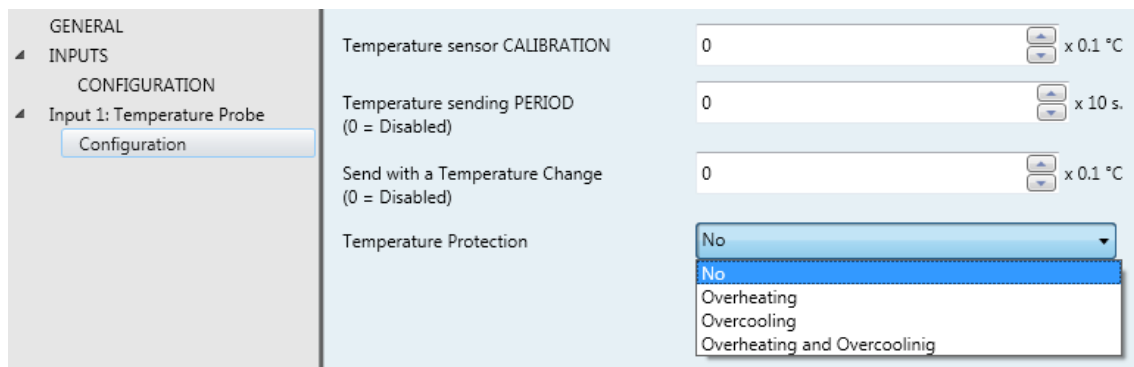 GENERAL
INPUTS
CONFIGURATION
Input 1: Temperature Probe
Configuration
Temperature sensor CALIBRATION
0
x 0.1 °C
Temperature sending PERIOD
(0 = Disabled)
0
x 10 s.
Send with a Temperature Change
(0 = Disabled)
0
x 0.1 °C
Temperature Protection
No
No
Overheating
Overcooling
Overheating and Overcoolinig